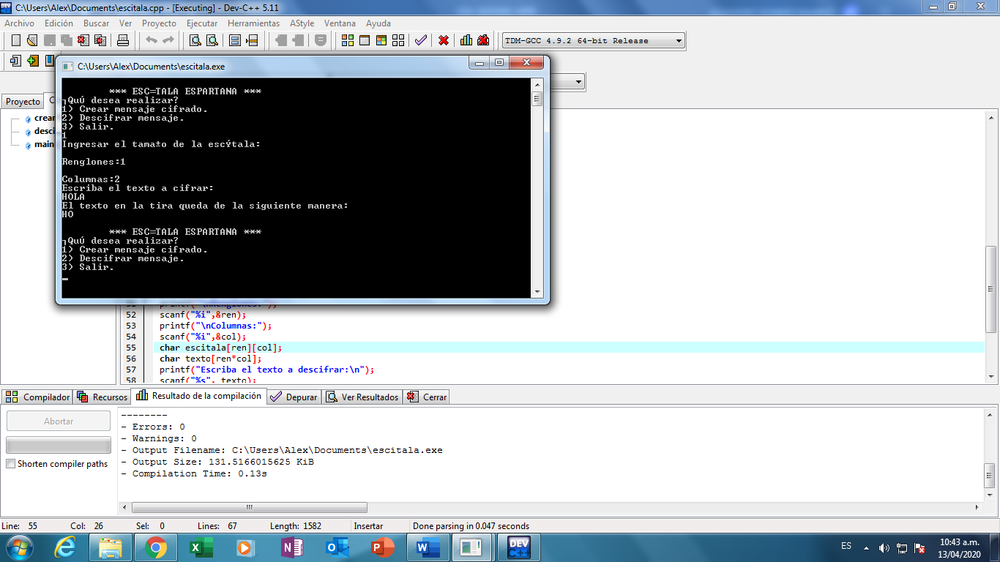 C:\Users\Alex\Documents\escitala.cpp - [Executing] - Dev-C++ 5.11
Archivo Edición Buscar Ver Proyecto Ejecutar Herramientas AStyle Ventana Ayuda
TDM-GCC 4.9.2 64-bit Release
C:\Users\Alex\Documents\escitala.exe
*** ESC═TALA ESPARTANA ***
┐Quú desea realizar?
1) Crear mensaje cifrado.
2) Descifrar mensaje.
3) Salir.
1
Ingresar el tama±o de la escýtala:
Renglones:1
Columnas:2
Escriba el texto a cifrar:
HOLA
El texto en la tira queda de la siguiente manera:
HO
*** ESC═TALA ESPARTANA ***
┐Quú desea realizar?
1) Crear mensaje cifrado.
2) Descifrar mensaje.
3) Salir.
Proyecto C
crear
desci
main
51 printf("\nRenglones:");
52 scanf("%i",&ren);
53 printf("\nColumnas:");
54 scanf("%i",&col);
55 char escitala[ren][col];
56 char texto[ren*col];
57 printf("Escriba el texto a descifrar:\n");
58 scanf("%s", texto);
Compilador Recursos Resultado de la compilación Depurar Ver Resultados Cerrar
Abortar
Shorten compiler paths
--------
- Errors: 0
- Warnings: 0
- Output Filename: C:\Users\Alex\Documents\escitala.exe
- Output Size: 131.5166015625 KiB
- Compilation Time: 0.13s
Line: 55 Col: 26 Sel: 0 Lines: 67 Length: 1582 Insertar Done parsing in 0.047 seconds
DEV C++
ES
10:43 a.m.
13/04/2020